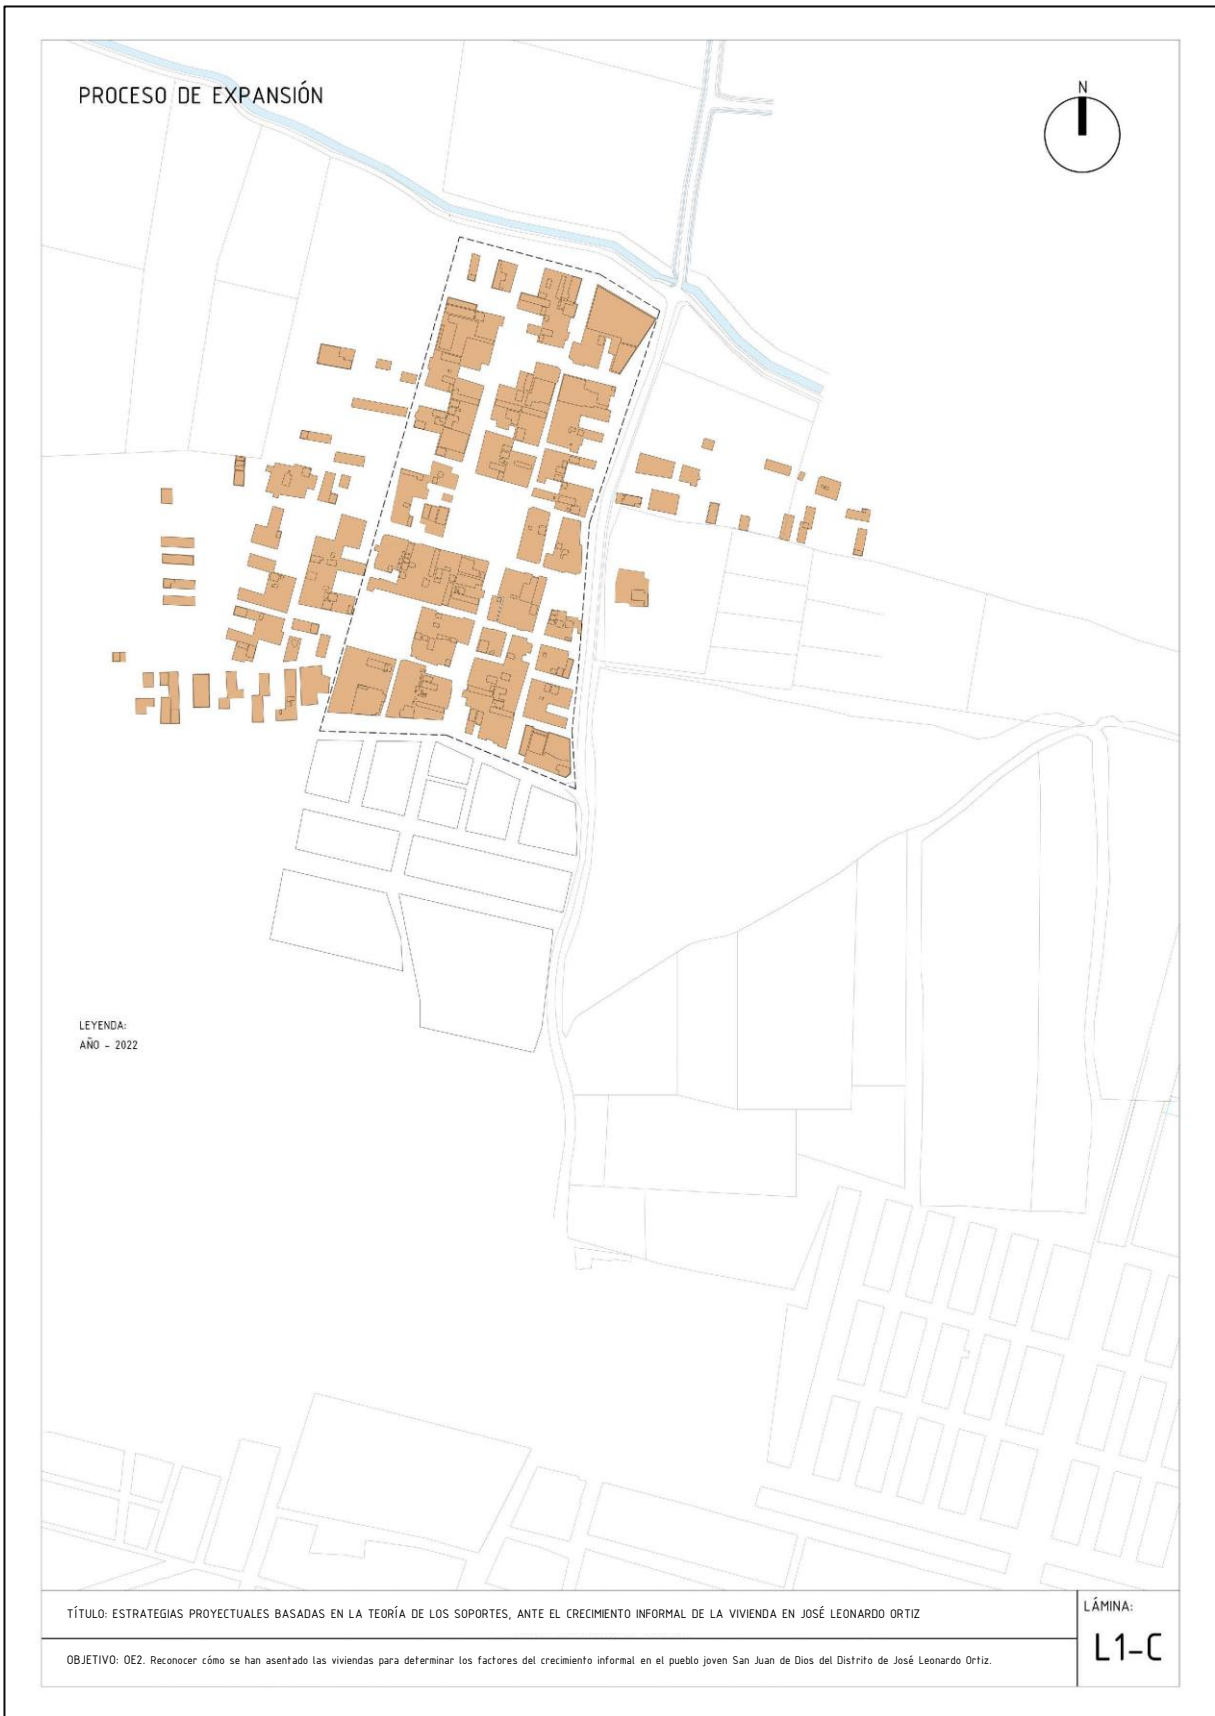 PROCESO DE EXPANSIÓN
N
LEYENDA:
AÑO - 2022
TÍTULO: ESTRATEGIAS PROYECTUALES BASADAS EN LA TEORÍA DE LOS SOPORTES, ANTE EL CRECIMIENTO INFORMAL DE LA VIVIENDA EN JOSÉ LEONARDO ORTIZ
OBJETIVO: OE2. Reconocer cómo se han asentado las viviendas para determinar los factores del crecimiento informal en el pueblo joven San Juan de Dios del Distrito de José Leonardo Ortiz.
LÁMINA:
L1-C